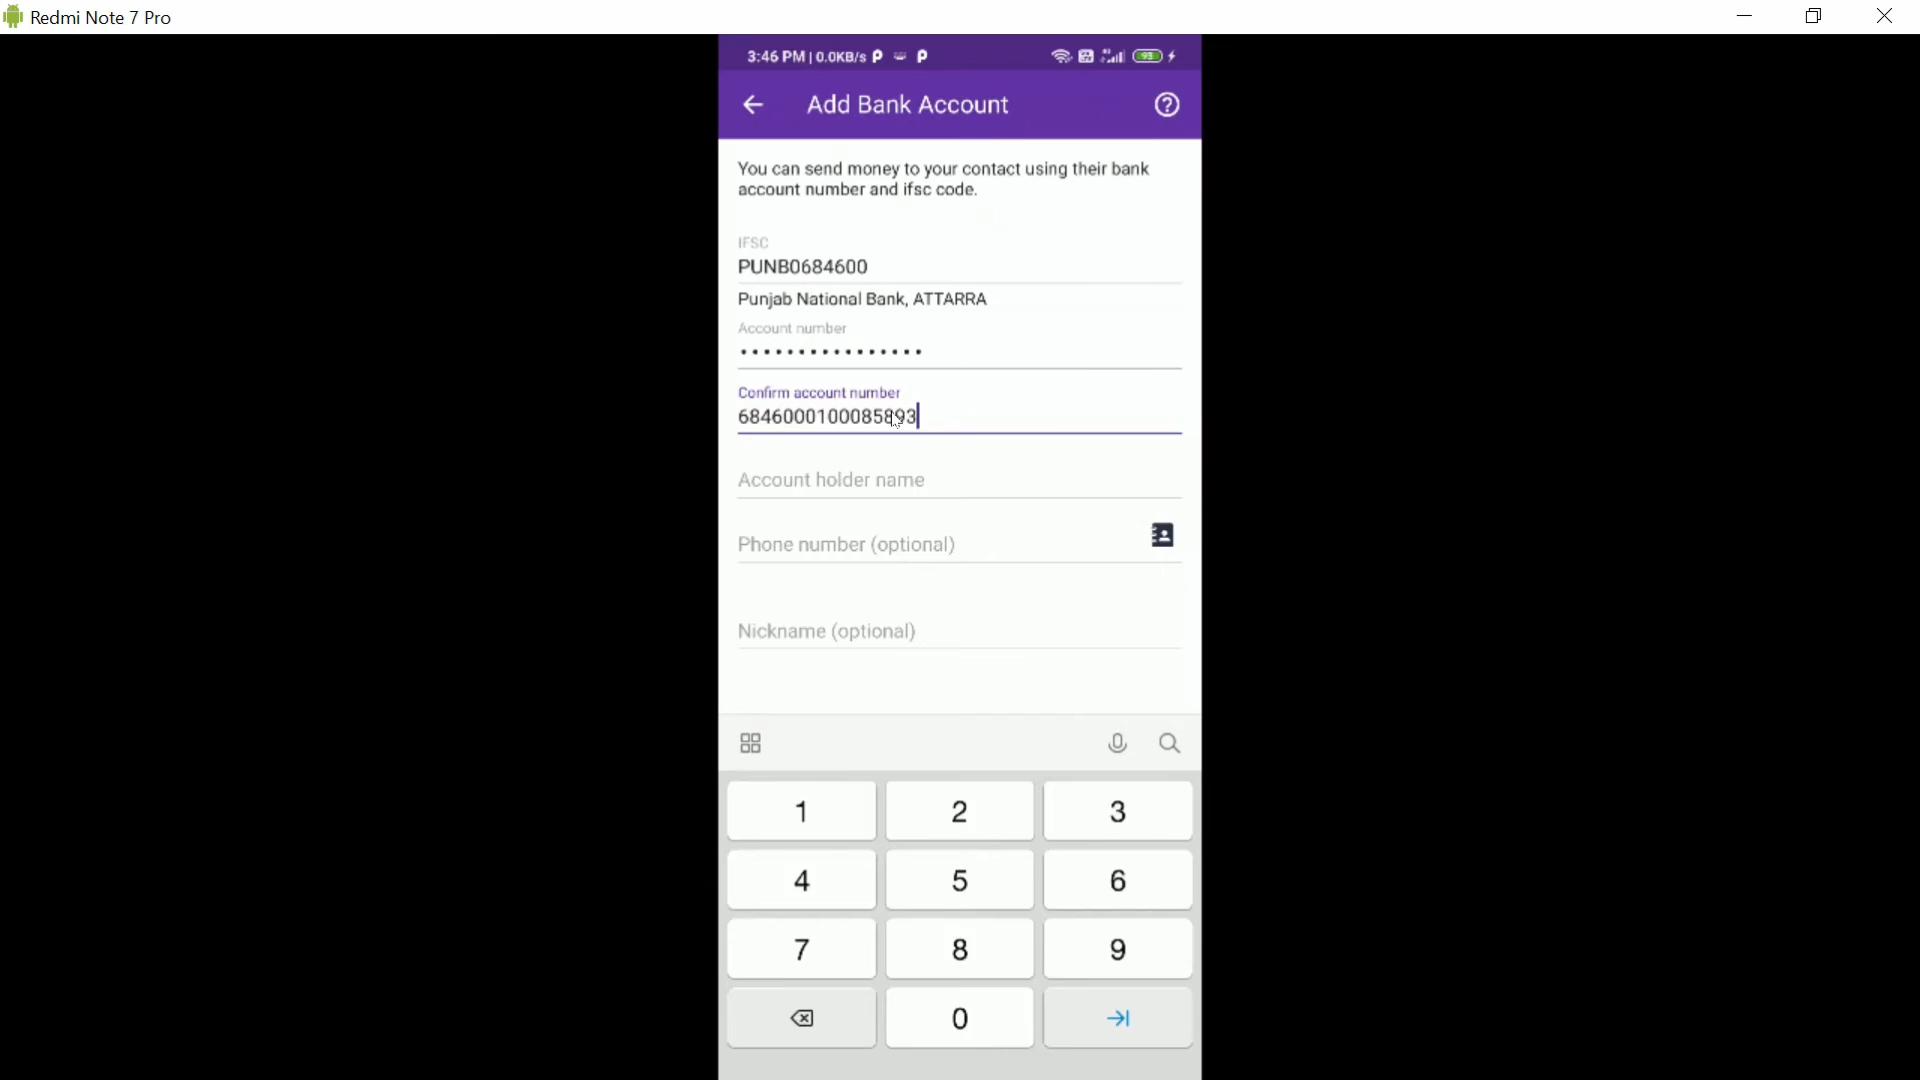 Redmi Note 7 Pro
3:46 PM | 0.0KB/s
93
Add Bank Account
You can send money to your contact using their bank
account number and ifsc code.
IFSC
PUNB0684600
Punjab National Bank, ATTARRA
Account number
••••••••••••••••
Confirm account number
6846000100085893
Account holder name
Phone number (optional)
Nickname (optional)
1 2 3
4 5 6
7 8 9
0